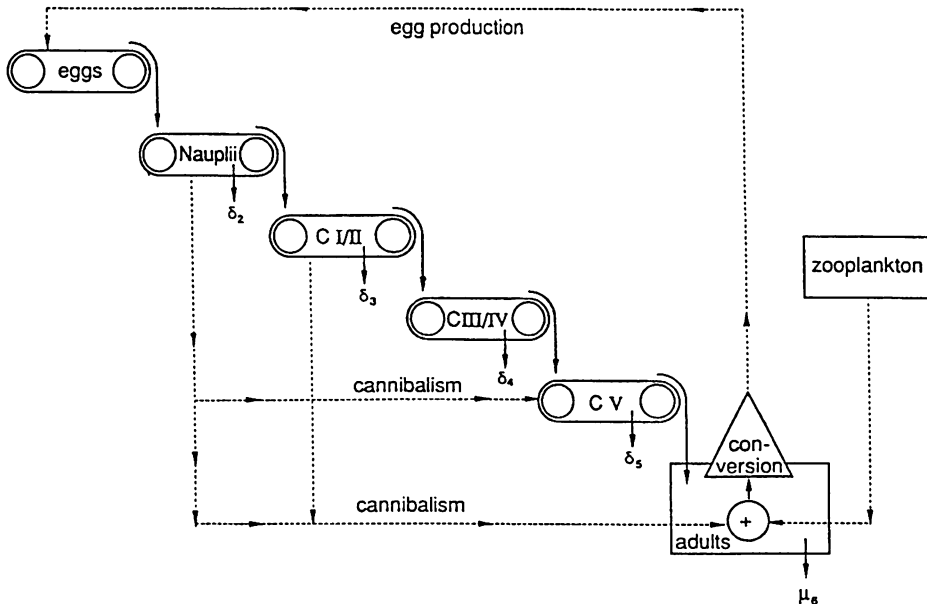 egg production
eggs
Nauplii
δ₂
C I/II
δ₃
zooplankton
CIII/IV
δ₄
cannibalism
C V
δ₅
con-
version
cannibalism
+
adults
μ₆